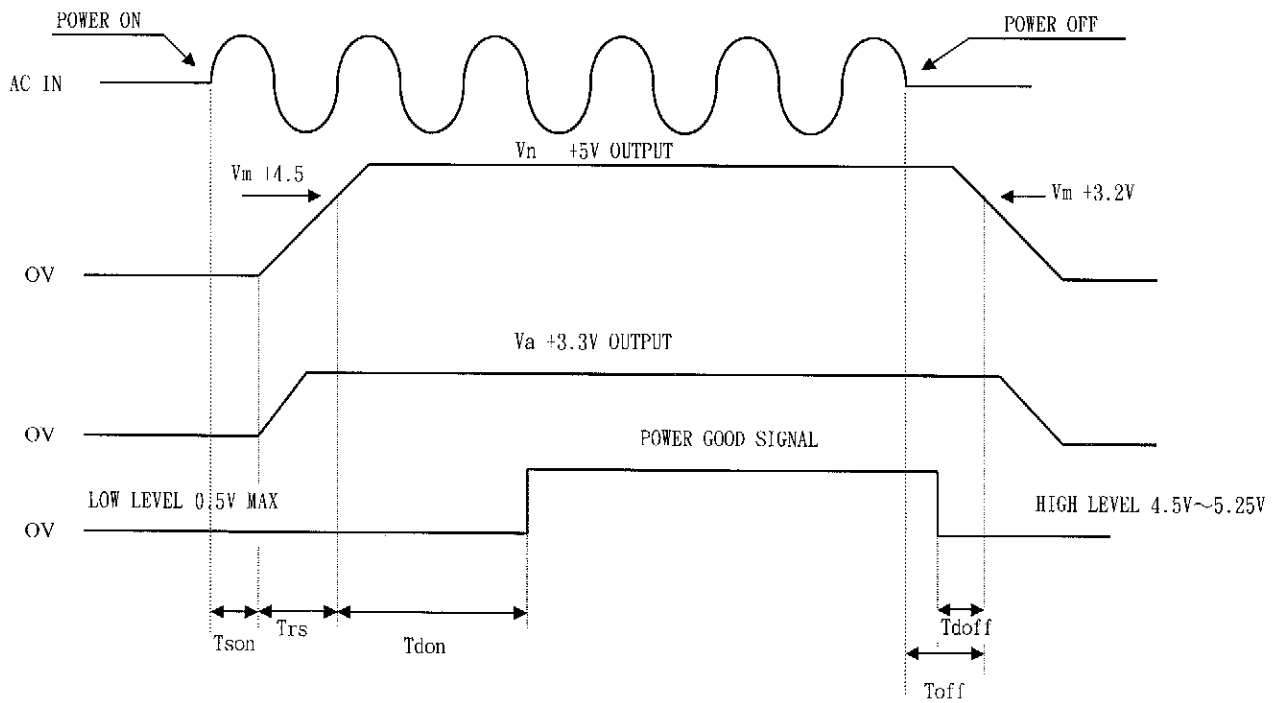 POWER ON
POWER OFF
AC IN
Vn +5V OUTPUT
Vm +4.5
Vm +3.2V
OV
Va +3.3V OUTPUT
OV
POWER GOOD SIGNAL
LOW LEVEL 0.5V MAX
HIGH LEVEL 4.5V～5.25V
OV
Tson
Trs
Tdon
Tdoff
Toff